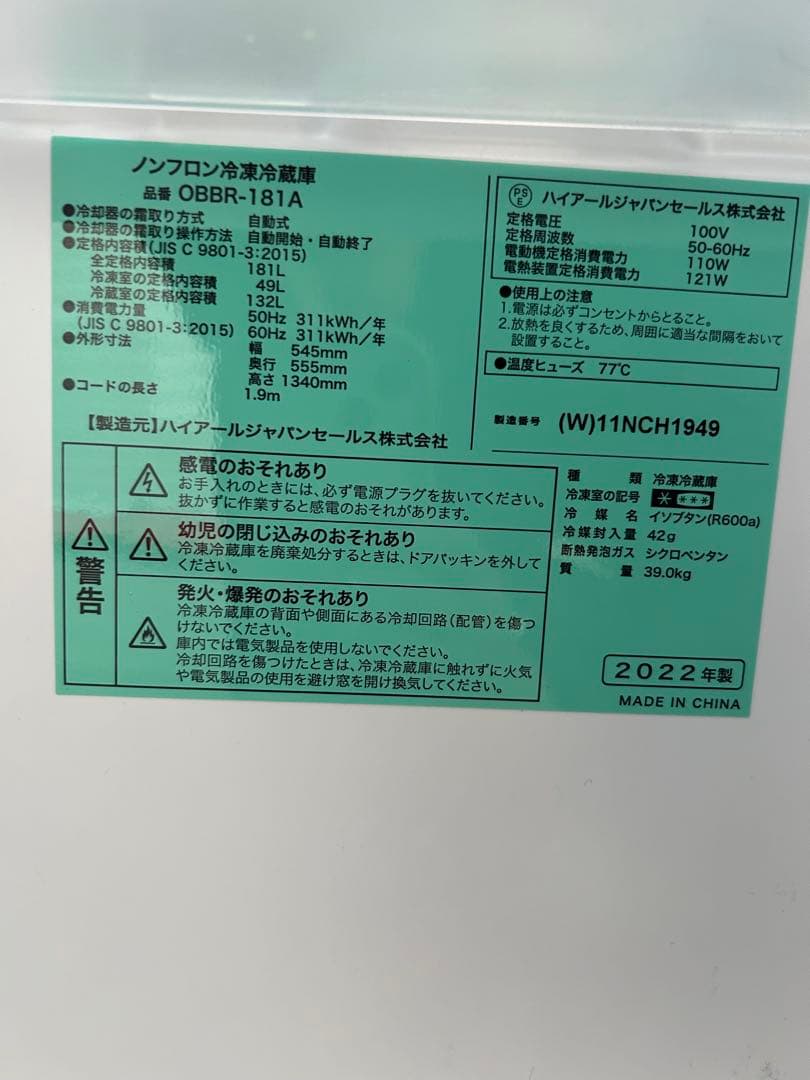 ノンフロン冷凍冷蔵庫
品番 OBBR-181A
●冷却器の霜取り方式 自動式
●冷却器の霜取り操作方法 自動開始・自動終了
●定格内容積(JIS C 9801-3:2015)
全定格内容積 181L
冷凍室の定格内容積 49L
冷蔵室の定格内容積 132L
●消費電力量 50Hz 311kWh/年
(JIS C 9801-3:2015) 60Hz 311kWh/年
●外形寸法 幅 545mm
奥行 555mm
高さ 1340mm
●コードの長さ 1.9m
【製造元】ハイアールジャパンセールス株式会社
PS
E
ハイアールジャパンセールス株式会社
定格電圧 100V
定格周波数 50-60Hz
電動機定格消費電力 110W
電熱装置定格消費電力 121W
●使用上の注意
1.電源は必ずコンセントからとること。
2.放熱を良くするため、周囲に適当な間隔をおいて
設置すること。
●温度ヒューズ 77℃
製造番号 (W)11NCH1949
警告
感電のおそれあり
お手入れのときには、必ず電源プラグを抜いてください。
抜かずに作業すると感電のおそれがあります。
幼児の閉じ込みのおそれあり
冷凍冷蔵庫を廃棄処分するときは、ドアパッキンを外して
ください。
発火・爆発のおそれあり
冷凍冷蔵庫の背面や側面にある冷却回路(配管)を傷つ
けないでください。
庫内では電気製品を使用しないでください。
冷却回路を傷つけたときは、冷凍冷蔵庫に触れずに火気
や電気製品の使用を避け窓を開け換気してください。
種類 冷凍冷蔵庫
冷凍室の記号 * ***
冷媒名 イソブタン(R600a)
冷媒封入量 42g
断熱発泡ガス シクロペンタン
質量 39.0kg
2022年製
MADE IN CHINA